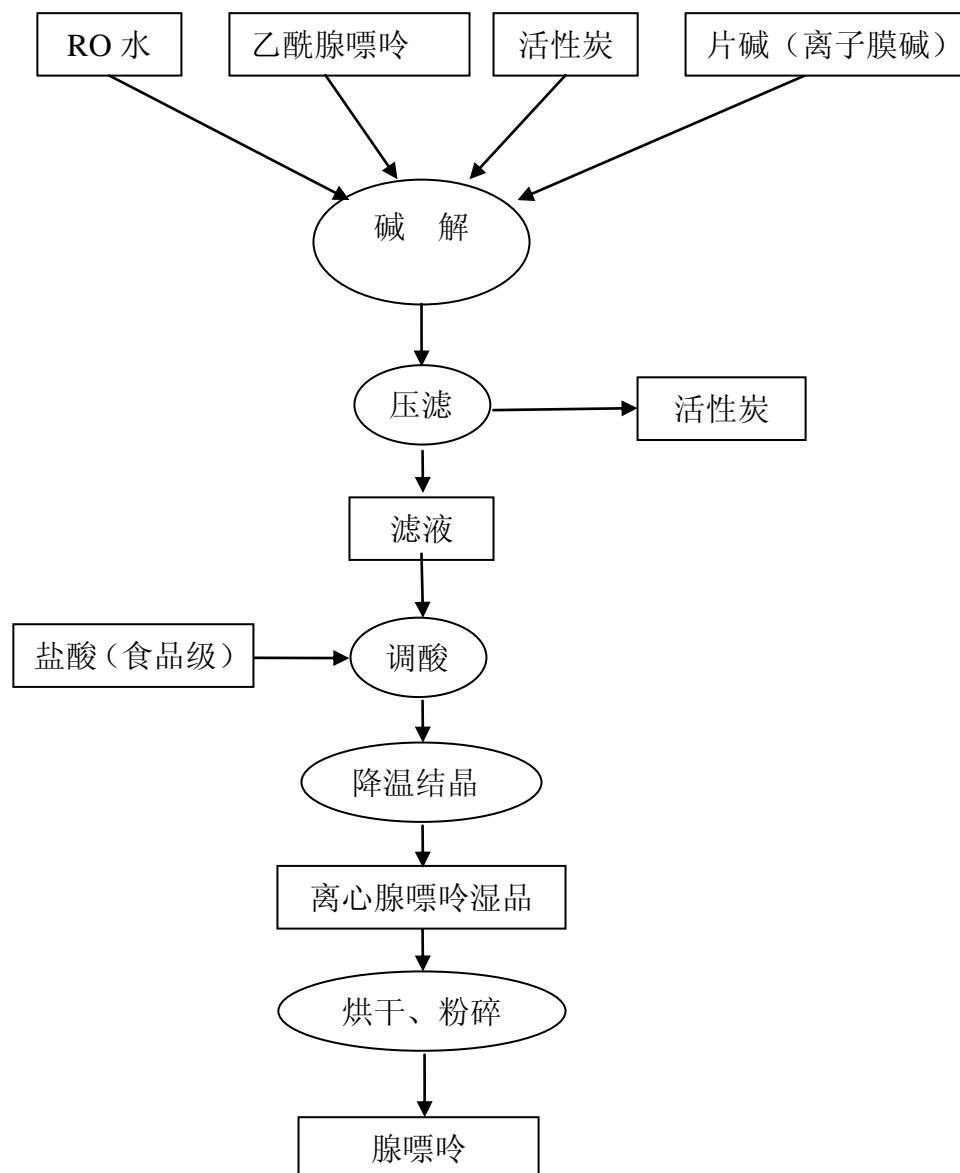 RO 水
乙酰腺嘌呤
活性炭
片碱（离子膜碱）
碱 解
压滤
活性炭
滤液
盐酸（食品级）
调酸
降温结晶
离心腺嘌呤湿品
烘干、粉碎
腺嘌呤